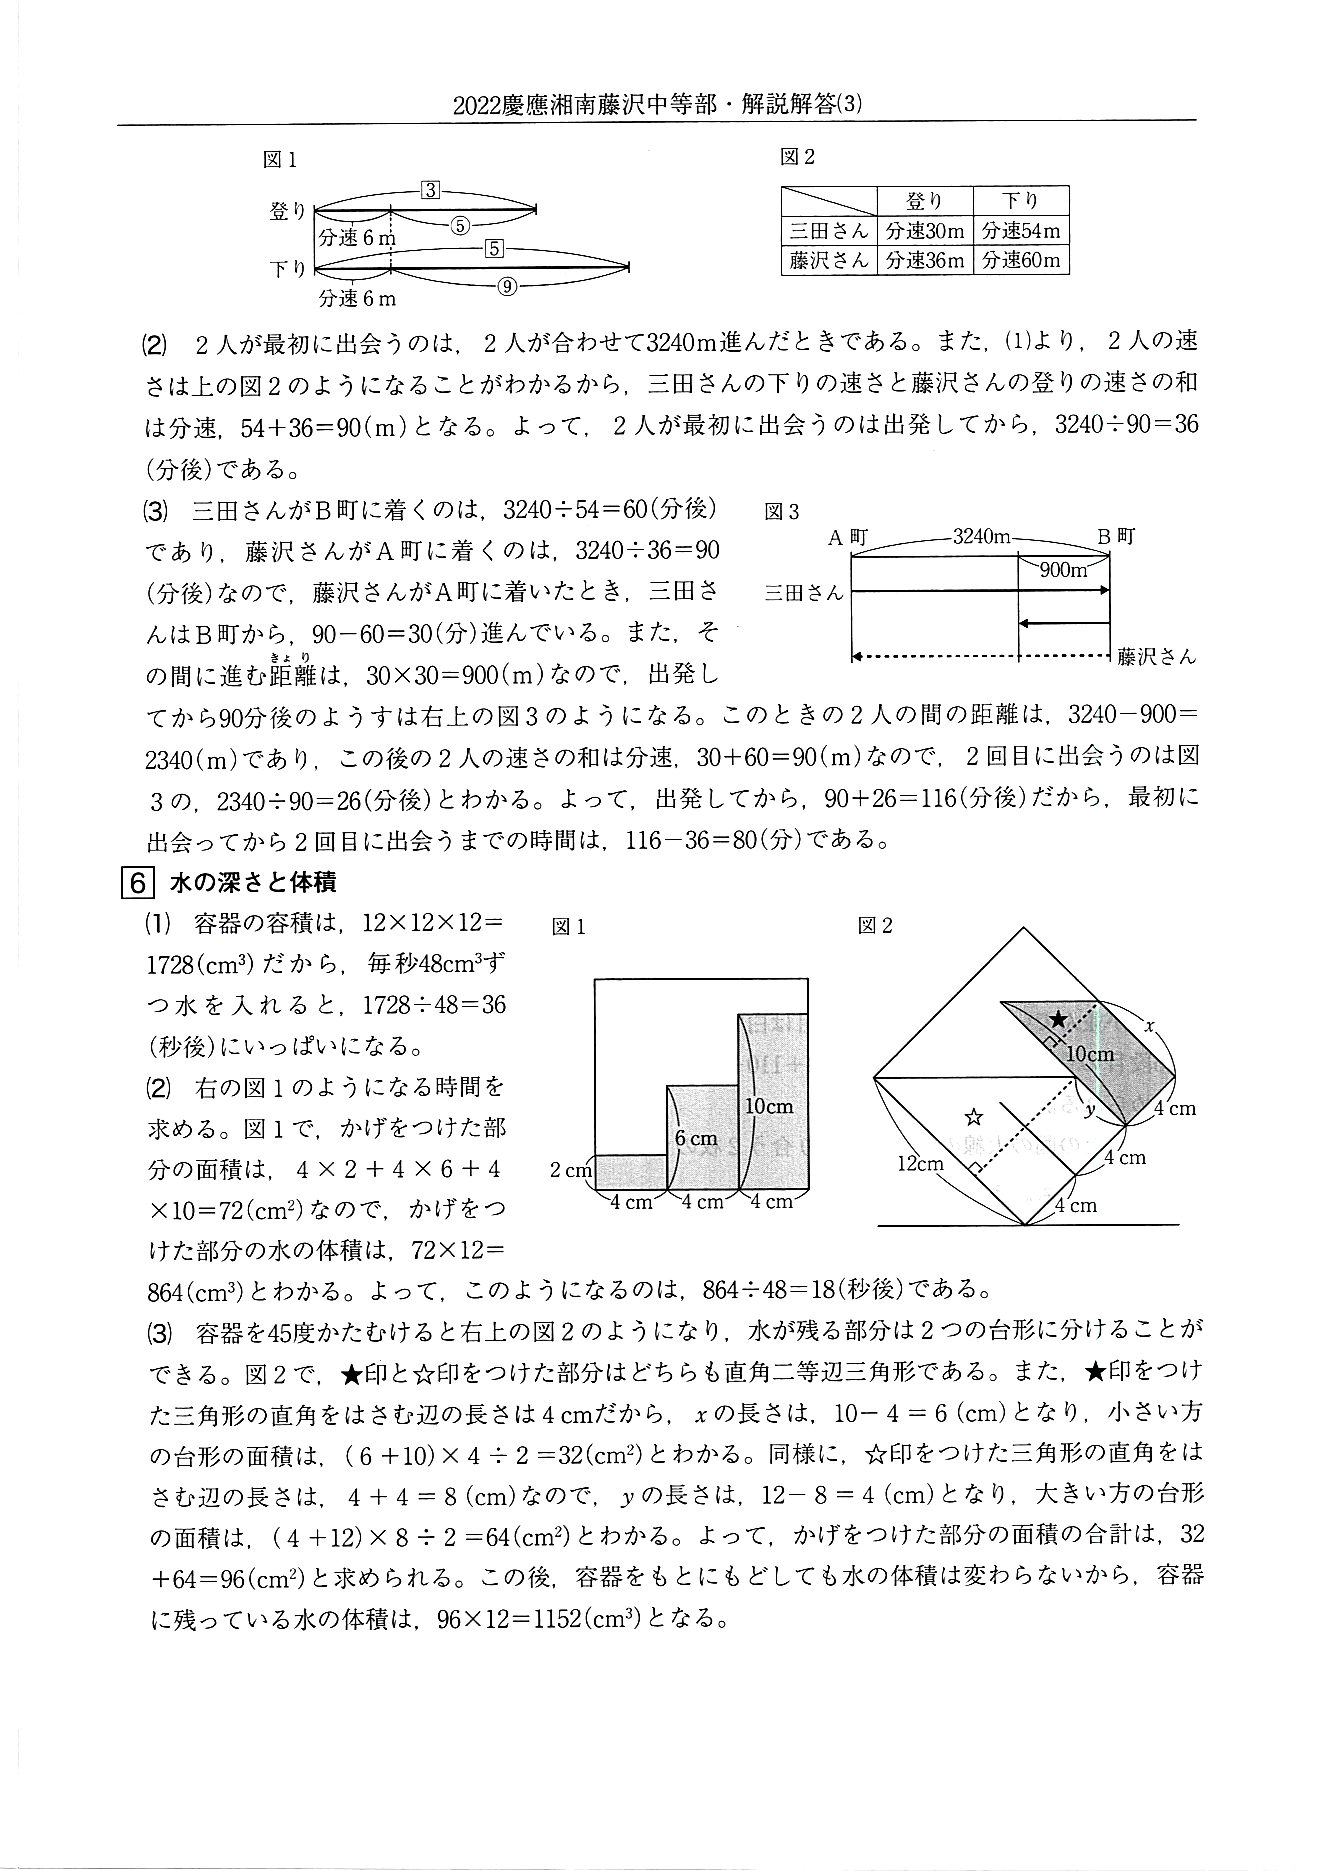 2022慶應湘南藤沢中等部・解説解答(3)
図1
登り
3
分速6m
⑤
下り
5
分速6m
⑨
図2
登り 下り
三田さん 分速30m 分速54m
藤沢さん 分速36m 分速60m
(2) 2人が最初に出会うのは，2人が合わせて3240m進んだときである。また，(1)より，2人の速
さは上の図2のようになることがわかるから，三田さんの下りの速さと藤沢さんの登りの速さの和
は分速，54＋36＝90(m)となる。よって，2人が最初に出会うのは出発してから，3240÷90＝36
(分後)である。
(3) 三田さんがB町に着くのは，3240÷54＝60(分後)
であり，藤沢さんがA町に着くのは，3240÷36＝90
(分後)なので，藤沢さんがA町に着いたとき，三田さ
んはB町から，90－60＝30(分)進んでいる。また，そ
きょり
の間に進む距離は，30×30＝900(m)なので，出発し
図3
A町 3240m B町
900m
三田さん
藤沢さん
てから90分後のようすは右上の図3のようになる。このときの2人の間の距離は，3240－900＝
2340(m)であり，この後の2人の速さの和は分速，30＋60＝90(m)なので，2回目に出会うのは図
3の，2340÷90＝26(分後)とわかる。よって，出発してから，90＋26＝116(分後)だから，最初に
出会ってから2回目に出会うまでの時間は，116－36＝80(分)である。
6 水の深さと体積
(1) 容器の容積は，12×12×12＝
1728(cm³)だから，毎秒48cm³ず
つ水を入れると，1728÷48＝36
(秒後)にいっぱいになる。
(2) 右の図1のようになる時間を
求める。図1で，かげをつけた部
分の面積は，4×2＋4×6＋4
×10＝72(cm²)なので，かげをつ
けた部分の水の体積は，72×12＝
図1
10cm
6cm
2cm
4cm 4cm 4cm
図2
★
x
10cm
y
4cm
☆
12cm
4cm
4cm
864(cm³)とわかる。よって，このようになるのは，864÷48＝18(秒後)である。
(3) 容器を45度かたむけると右上の図2のようになり，水が残る部分は2つの台形に分けることが
できる。図2で，★印と☆印をつけた部分はどちらも直角二等辺三角形である。また，★印をつけ
た三角形の直角をはさむ辺の長さは4cmだから，xの長さは，10－4＝6(cm)となり，小さい方
の台形の面積は，(6＋10)×4÷2＝32(cm²)とわかる。同様に，☆印をつけた三角形の直角をは
さむ辺の長さは，4＋4＝8(cm)なので，yの長さは，12－8＝4(cm)となり，大きい方の台形
の面積は，(4＋12)×8÷2＝64(cm²)とわかる。よって，かげをつけた部分の面積の合計は，32
＋64＝96(cm²)と求められる。この後，容器をもとにもどしても水の体積は変わらないから，容器
に残っている水の体積は，96×12＝1152(cm³)となる。